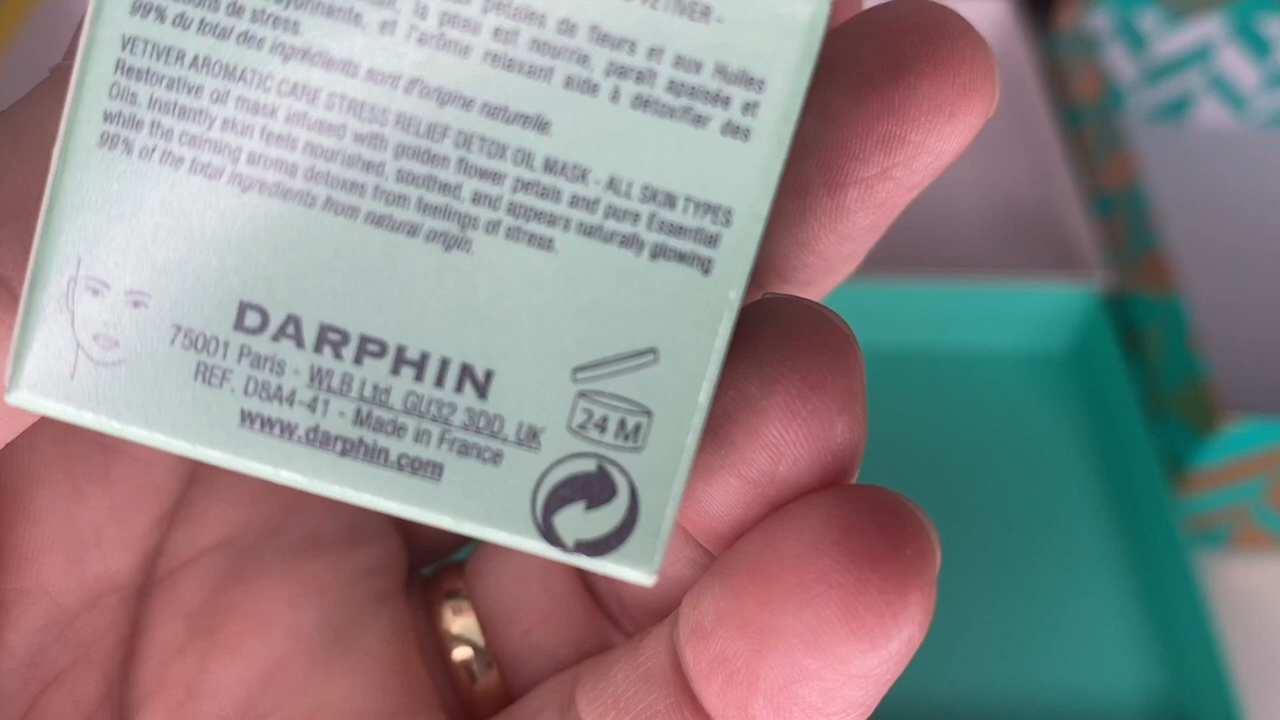 VETIVER -
pétales de fleurs et aux Huiles
la peau est nourrie, paraît apaisée et
et l'arôme relaxant aide à détoxifier des
de stress.
99% du total des ingrédients sont d'origine naturelle.
VETIVER AROMATIC CARE STRESS RELIEF DETOX OIL MASK - ALL SKIN TYPES
Restorative oil mask infused with golden flower petals and pure Essential
Oils. Instantly skin feels nourished, soothed, and appears naturally glowing
while the calming aroma detoxes from feelings of stress.
99% of the total ingredients from natural origin.
DARPHIN
75001 Paris - WLB Ltd. GU32 3DD, UK
REF. D8A4-41 - Made in France
www.darphin.com
24 M